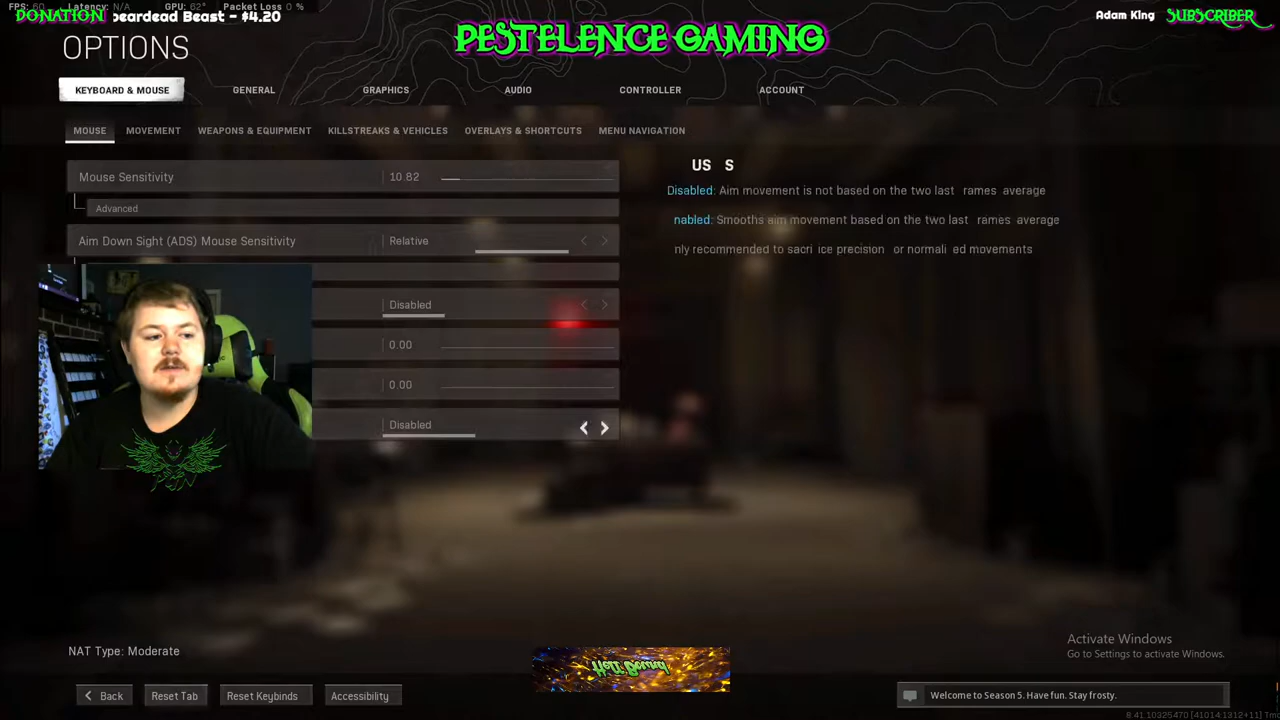 FPS: 60 Latency: N/A GPU: 62° Packet Loss 0 %
DONATION beardead Beast - $4.20
Adam King SUBSCRIBER
PESTELENCE GAMING
OPTIONS
KEYBOARD & MOUSE
GENERAL
GRAPHICS
AUDIO
CONTROLLER
ACCOUNT
MOUSE
MOVEMENT
WEAPONS & EQUIPMENT
KILLSTREAKS & VEHICLES
OVERLAYS & SHORTCUTS
MENU NAVIGATION
Mouse Sensitivity 10.82
Advanced
Aim Down Sight (ADS) Mouse Sensitivity Relative
Disabled
0.00
0.00
Disabled
US S
Disabled: Aim movement is not based on the two last rames average
nabled: Smooths aim movement based on the two last rames average
nly recommended to sacri ice precision or normali ed movements
Activate Windows
Go to Settings to activate Windows.
NAT Type: Moderate
Back
Reset Tab
Reset Keybinds
Accessibility
Welcome to Season 5. Have fun. Stay frosty.